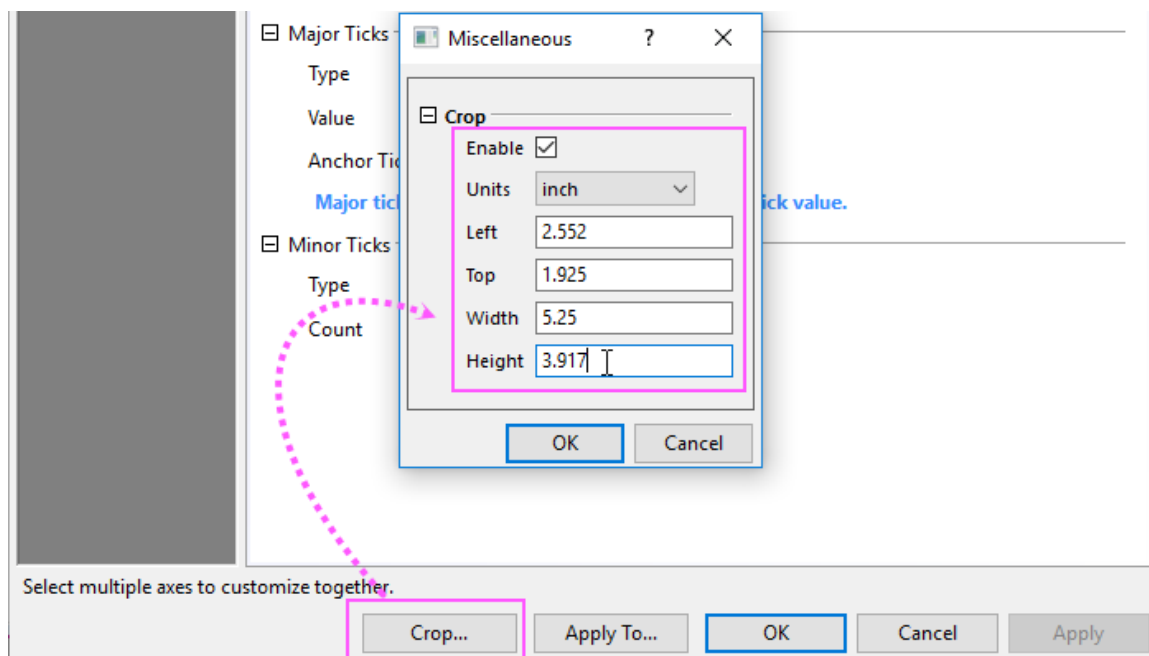 Major Ticks
Miscellaneous ?
Type
Value
Crop
Enable
Anchor Tic
Units inch
Major tick
ick value.
Left 2.552
Minor Ticks
Top 1.925
Type
Width 5.25
Count
Height 3.917
OK Cancel
Select multiple axes to customize together.
Crop... Apply To... OK Cancel Apply